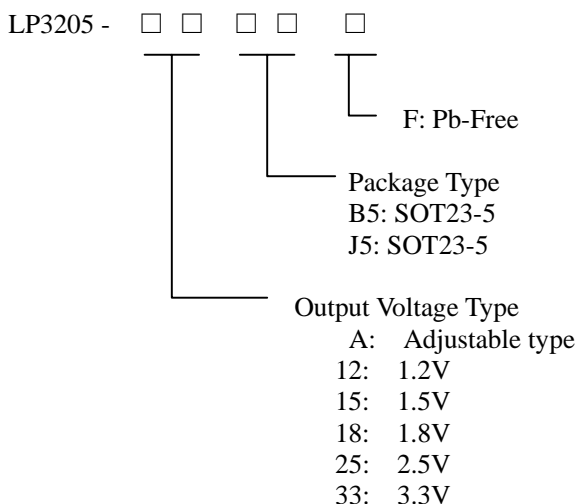 LP3205 - □ □ □ □ □
F: Pb-Free
Package Type
B5: SOT23-5
J5: SOT23-5
Output Voltage Type
A: Adjustable type
12: 1.2V
15: 1.5V
18: 1.8V
25: 2.5V
33: 3.3V